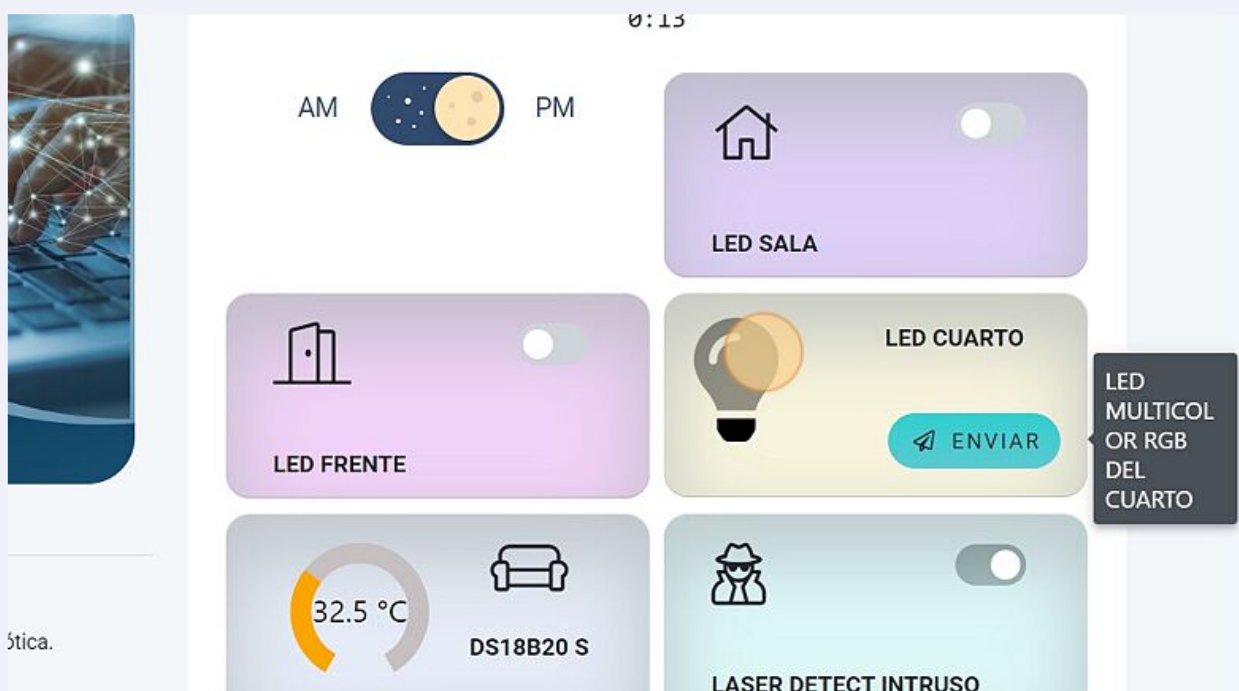 0:13
AM
PM
LED SALA
LED CUARTO
ENVIAR
LED
MULTICOL
OR RGB
DEL
CUARTO
LED FRENTE
32.5 °C
DS18B20 S
LASER DETECT INTRUSO
ótica.